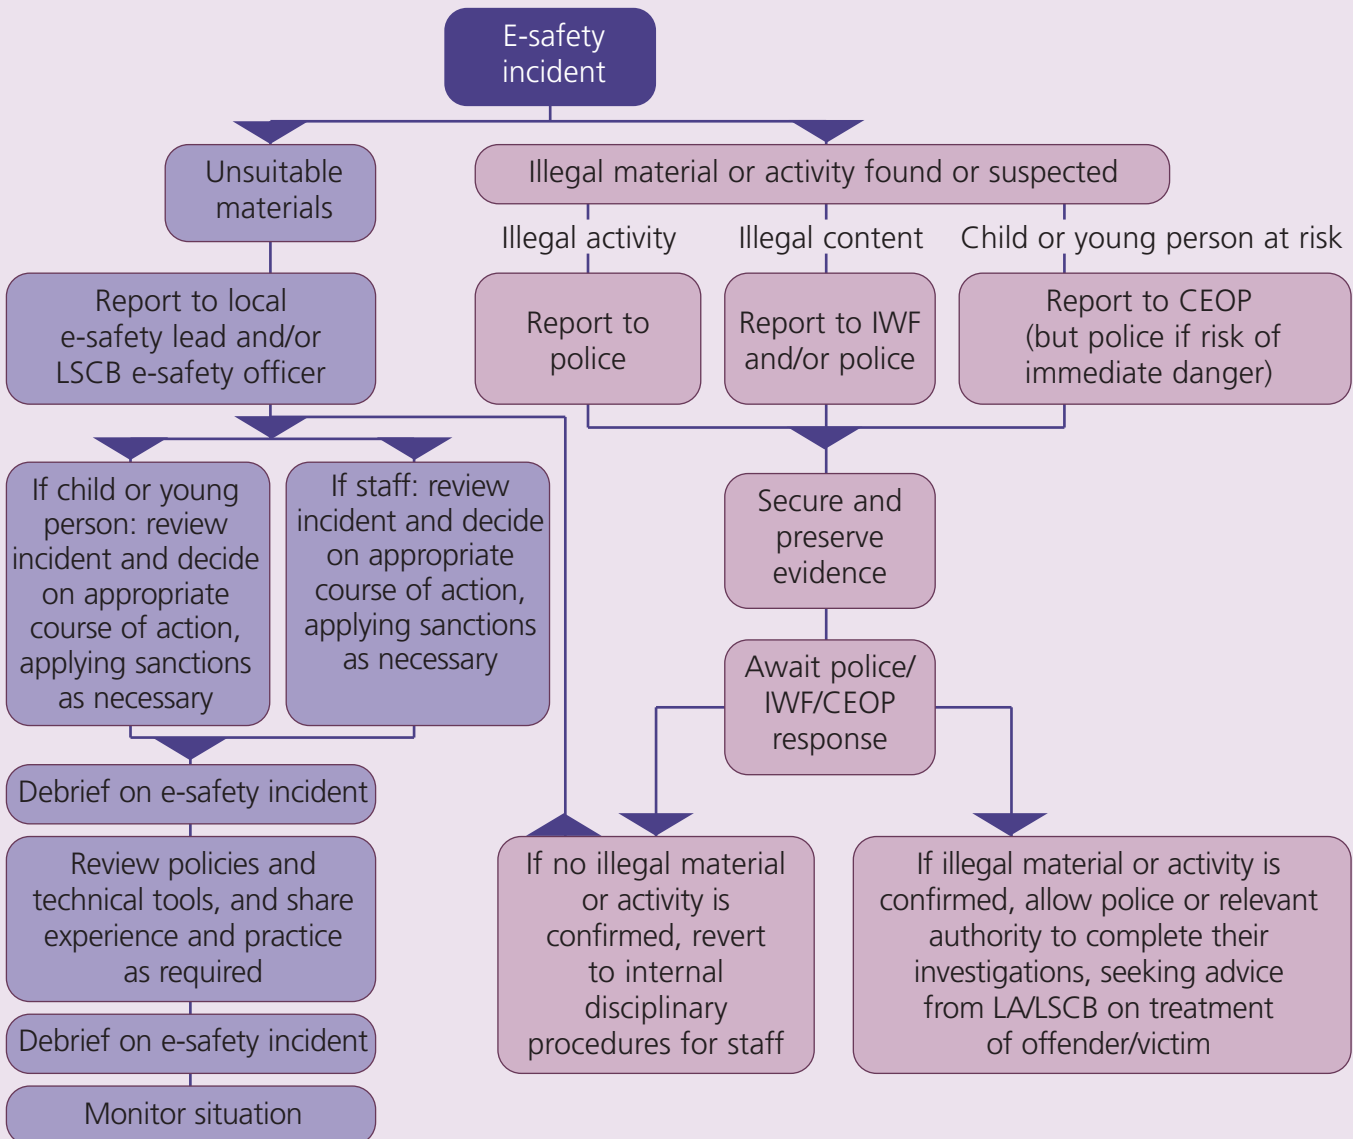 E-safety
incident
Unsuitable
materials
Illegal material or activity found or suspected
Illegal activity
Illegal content
Child or young person at risk
Report to local
e-safety lead and/or
LSCB e-safety officer
Report to
police
Report to IWF
and/or police
Report to CEOP
(but police if risk of
immediate danger)
If child or young
person: review
incident and decide
on appropriate
course of action,
applying sanctions
as necessary
If staff: review
incident and decide
on appropriate
course of action,
applying sanctions
as necessary
Secure and
preserve
evidence
Await police/
IWF/CEOP
response
Debrief on e-safety incident
Review policies and
technical tools, and share
experience and practice
as required
Debrief on e-safety incident
Monitor situation
If no illegal material
or activity is
confirmed, revert
to internal
disciplinary
procedures for staff
If illegal material or activity is
confirmed, allow police or relevant
authority to complete their
investigations, seeking advice
from LA/LSCB on treatment
of offender/victim